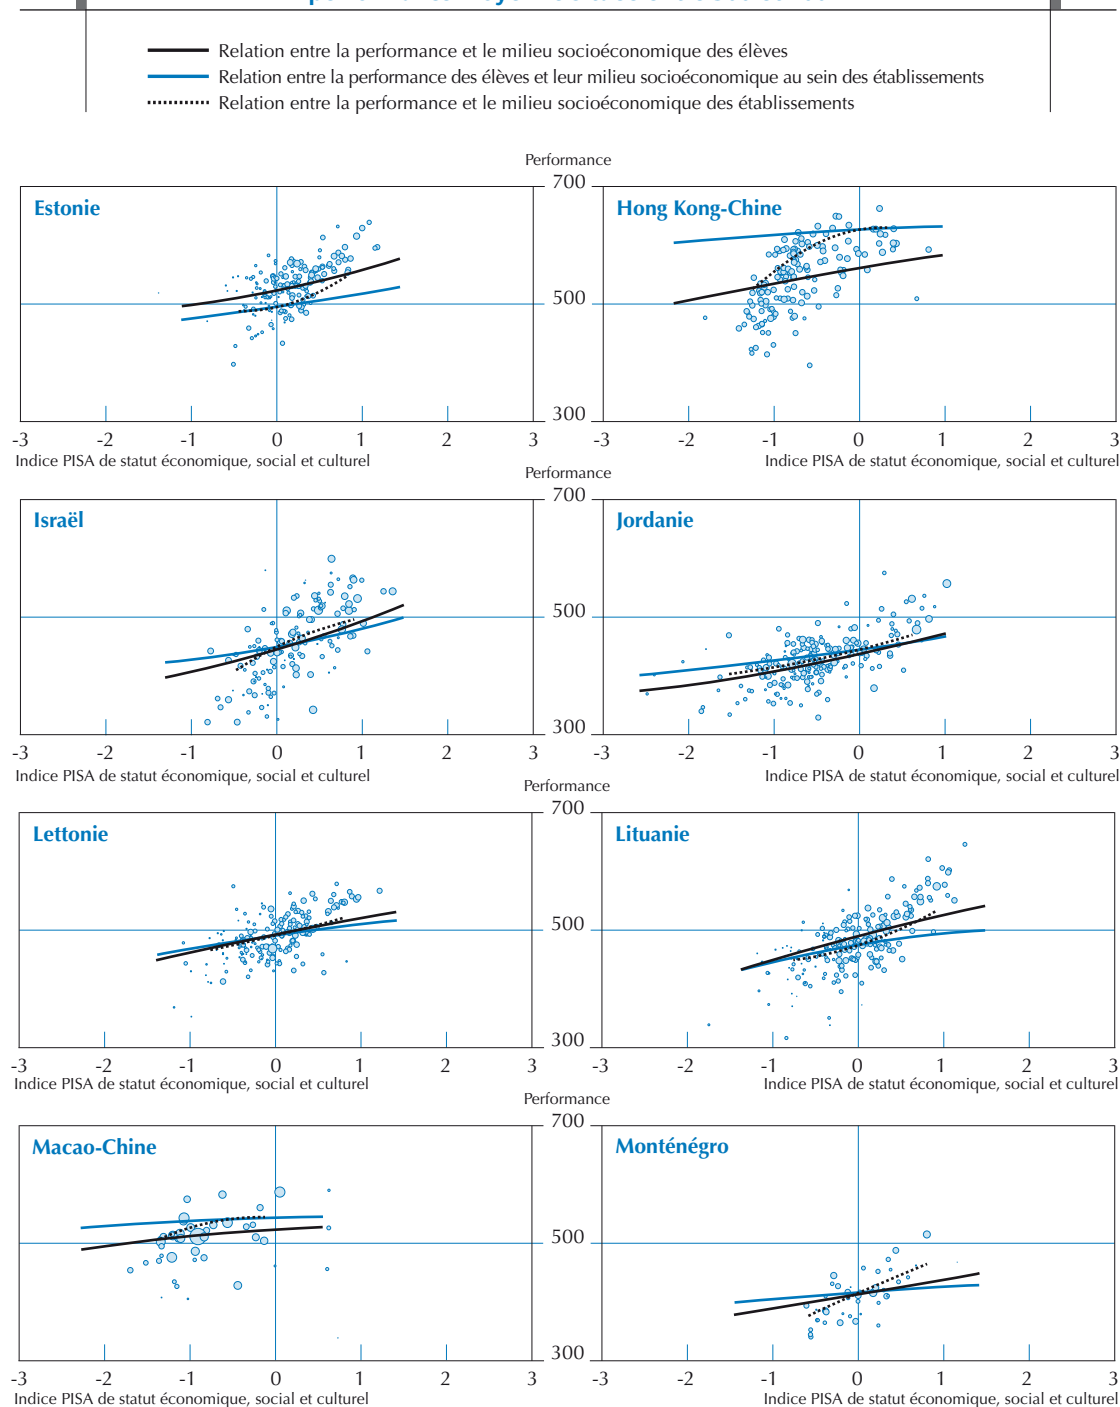 Relation entre la performance et le milieu socioéconomique des élèves
Relation entre la performance des élèves et leur milieu socioéconomique au sein des établissements
Relation entre la performance et le milieu socioéconomique des établissements
Performance
700
Estonie
Hong Kong-Chine
500
300
-3 -2 -1 0 1 2 3 -3 -2 -1 0 1 2 3
Indice PISA de statut économique, social et culturel Indice PISA de statut économique, social et culturel
Performance
700
Israël
Jordanie
500
300
-3 -2 -1 0 1 2 3 -3 -2 -1 0 1 2 3
Indice PISA de statut économique, social et culturel Indice PISA de statut économique, social et culturel
Performance
700
Lettonie
Lituanie
500
300
-3 -2 -1 0 1 2 3 -3 -2 -1 0 1 2 3
Indice PISA de statut économique, social et culturel Indice PISA de statut économique, social et culturel
Performance
700
Macao-Chine
Monténégro
500
300
-3 -2 -1 0 1 2 3 -3 -2 -1 0 1 2 3
Indice PISA de statut économique, social et culturel Indice PISA de statut économique, social et culturel